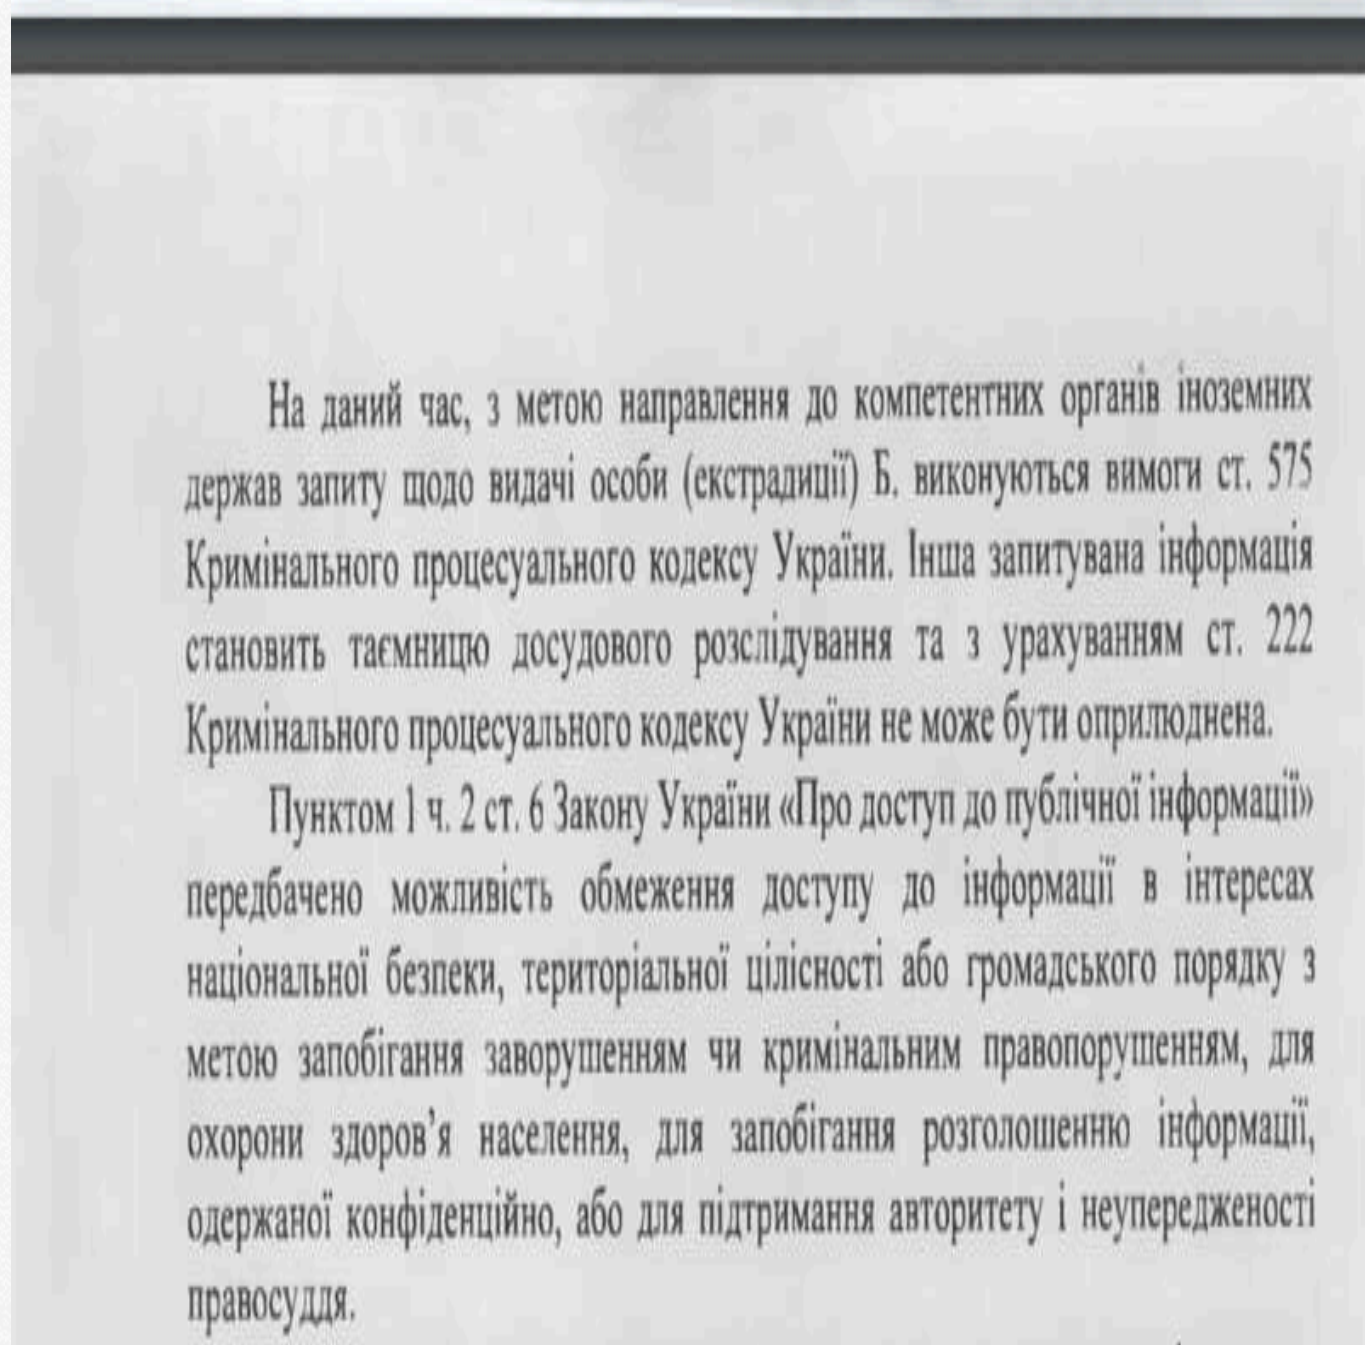 На даний час, з метою направлення до компетентних органів іноземних
держав запиту щодо видачі особи (екстрадиції) Б. виконуються вимоги ст. 575
Кримінального процесуального кодексу України. Інша запитувана інформація
становить таємницю досудового розслідування та з урахуванням ст. 222
Кримінального процесуального кодексу України не може бути оприлюднена.
Пунктом 1 ч. 2 ст. 6 Закону України «Про доступ до публічної інформації»
передбачено можливість обмеження доступу до інформації в інтересах
національної безпеки, територіальної цілісності або громадського порядку з
метою запобігання заворушенням чи кримінальним правопорушенням, для
охорони здоров’я населення, для запобігання розголошенню інформації,
одержаної конфіденційно, або для підтримання авторитету і неупередженості
правосуддя.